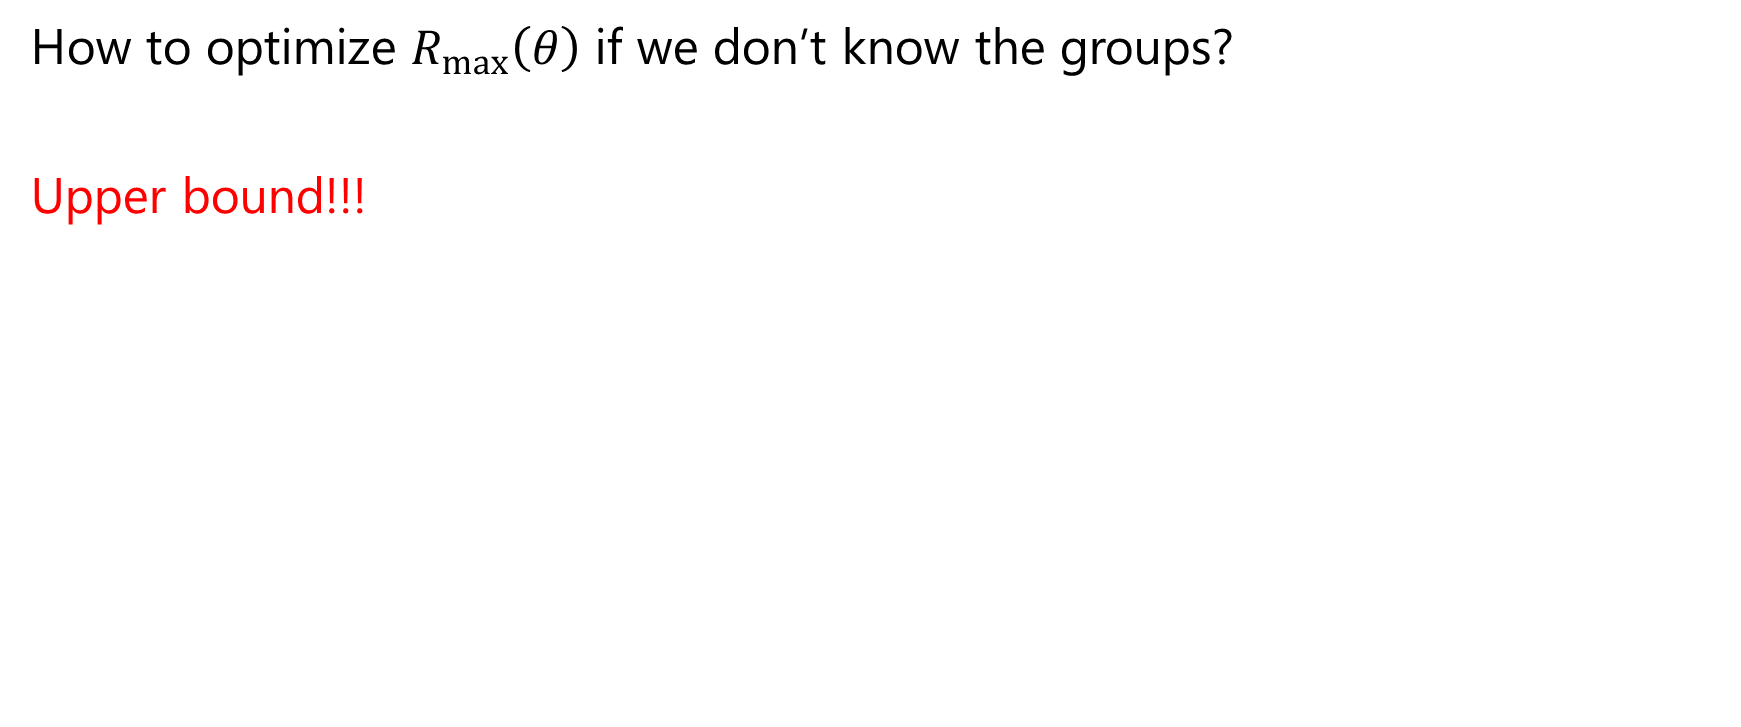 How to optimize 𝑅max(𝜃) if we don't know the groups?
Upper bound!!!